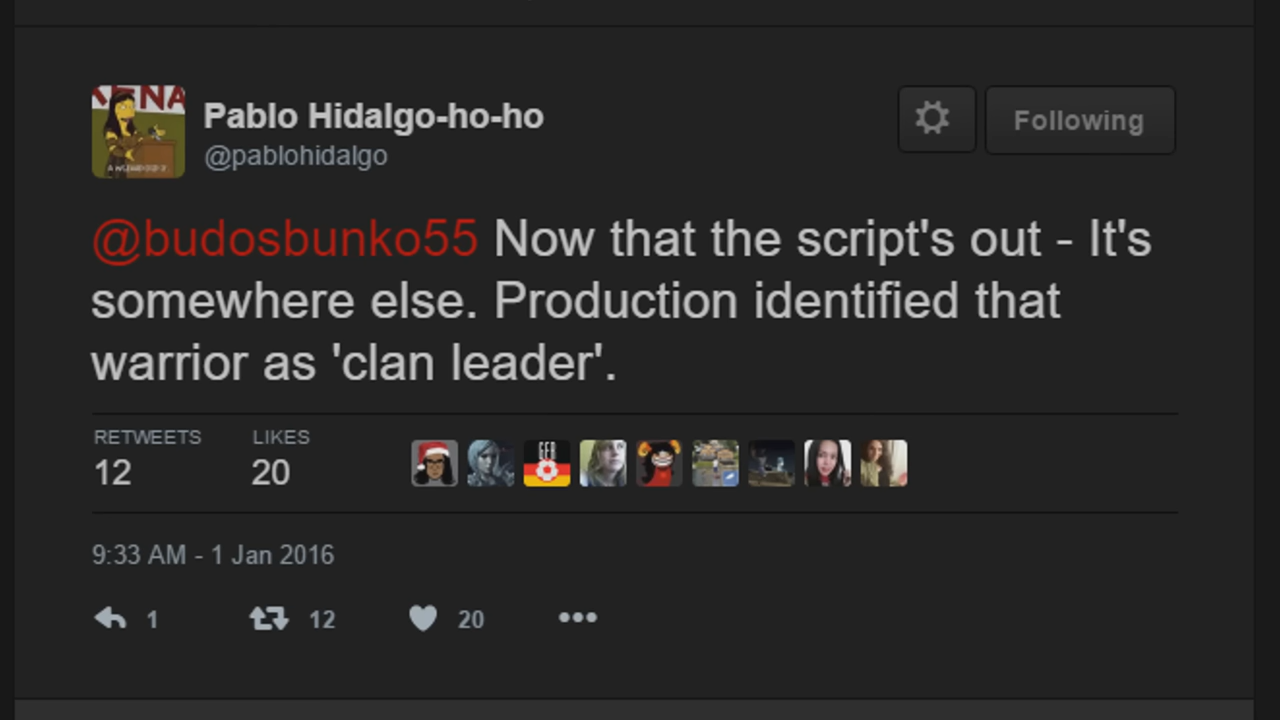 Pablo Hidalgo-ho-ho
@pablohidalgo
Following
@budosbunko55 Now that the script's out - It's
somewhere else. Production identified that
warrior as 'clan leader'.
RETWEETS LIKES
12 20
9:33 AM - 1 Jan 2016
1 12 20